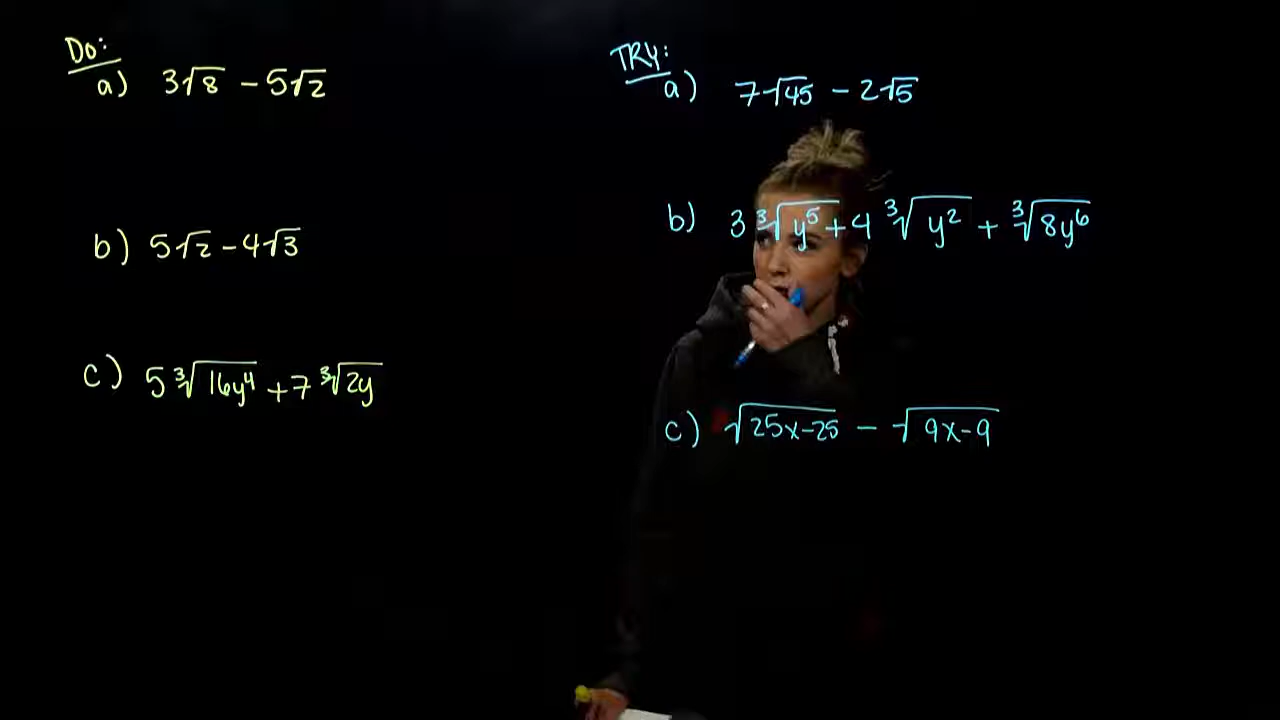 Do:
a) 3√8 − 5√2
b) 5√2 − 4√3
c) 5∛(16y⁴) + 7∛(2y)
TRY:
a) 7√45 − 2√5
b) 3∛(y⁵) + 4∛(y²) + ∛(8y⁶)
c) √(25x−25) − √(9x−9)